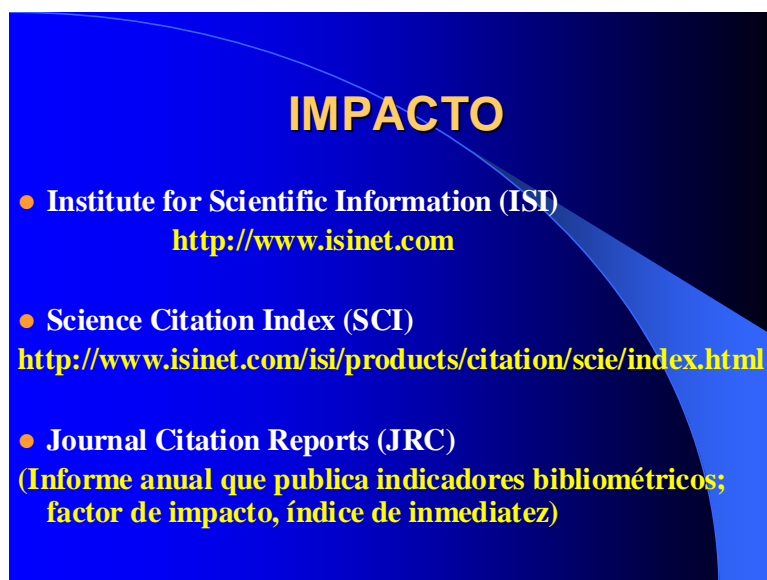 IMPACTO
● Institute for Scientific Information (ISI)
http://www.isinet.com
● Science Citation Index (SCI)
http://www.isinet.com/isi/products/citation/scie/index.html
● Journal Citation Reports (JRC)
(Informe anual que publica indicadores bibliométricos;
factor de impacto, índice de inmediatez)